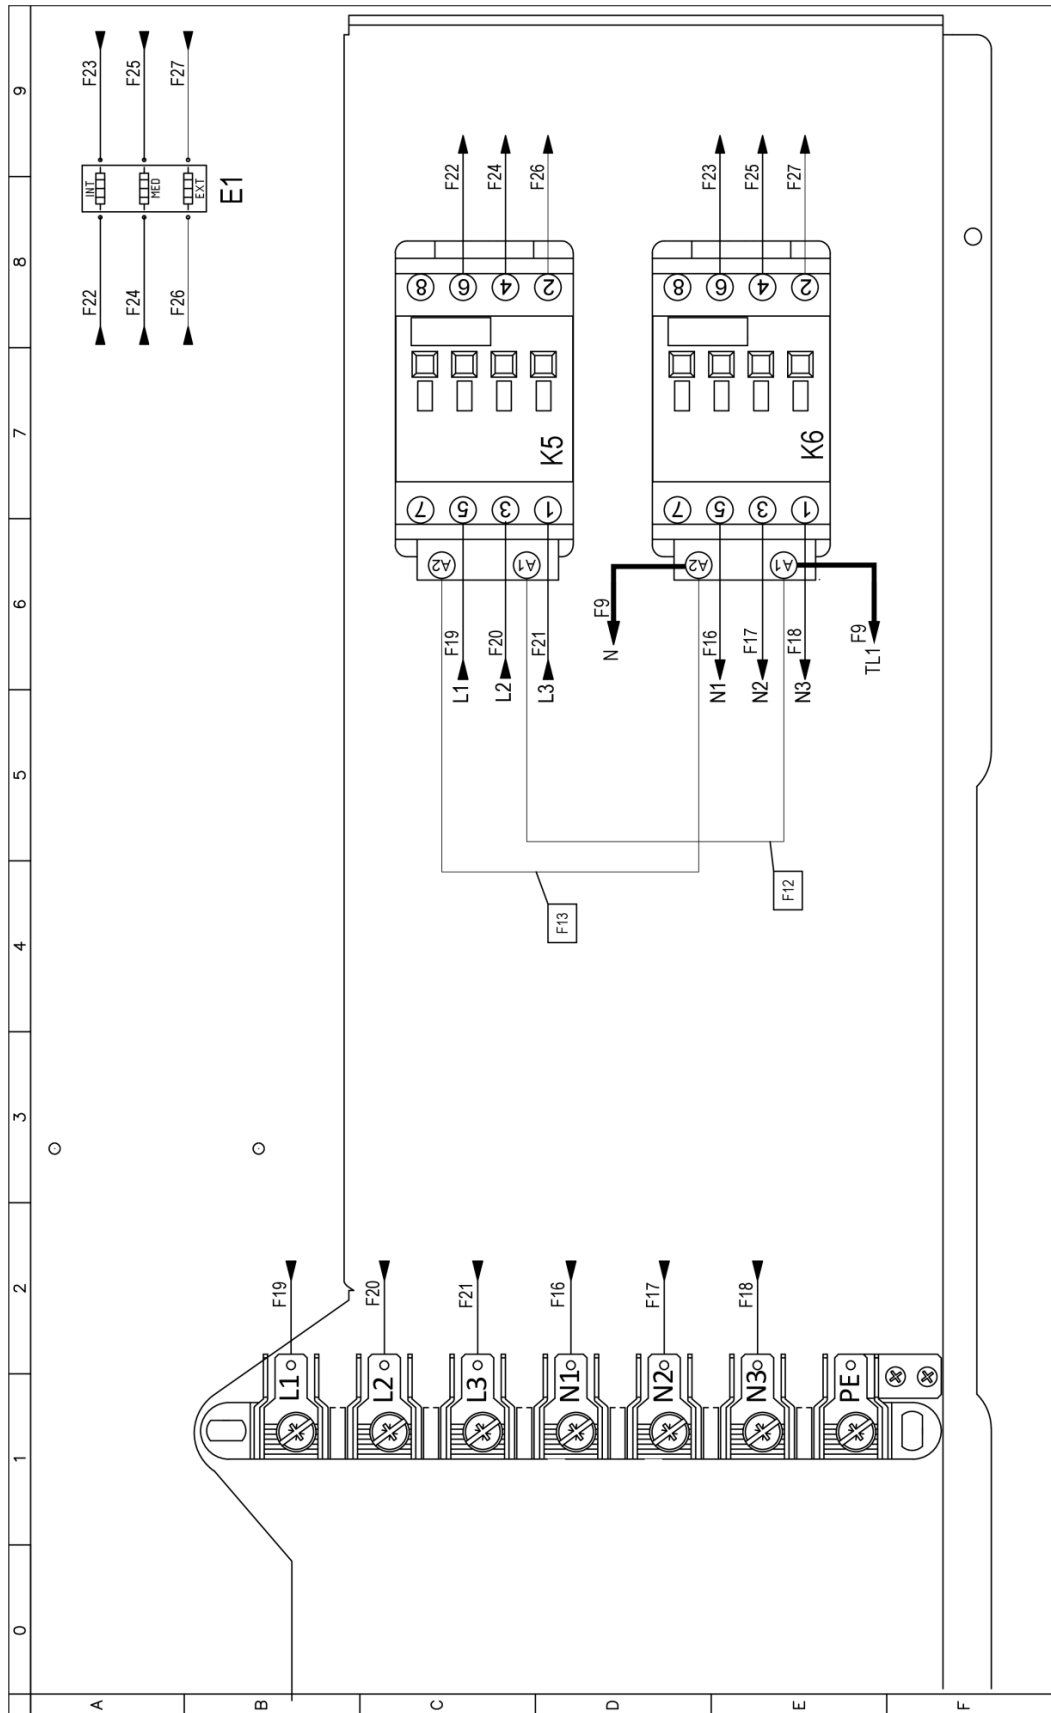 9
8
7
6
5
4
3
2
1
0
A
B
C
D
E
F
F23
F25
F27
INT
MED
EXT
E1
F22
F24
F26
F22
F24
F26
8
6
4
2
K5
7
5
3
1
A2
A1
F19
F20
F21
L1
L2
L3
F23
F25
F27
8
6
4
2
K6
7
5
3
1
A2
A1
F9
N
F16
F17
F18
N1
N2
N3
F9
TL1
F13
F12
F19
F20
F21
F16
F17
F18
L1
L2
L3
N1
N2
N3
PE